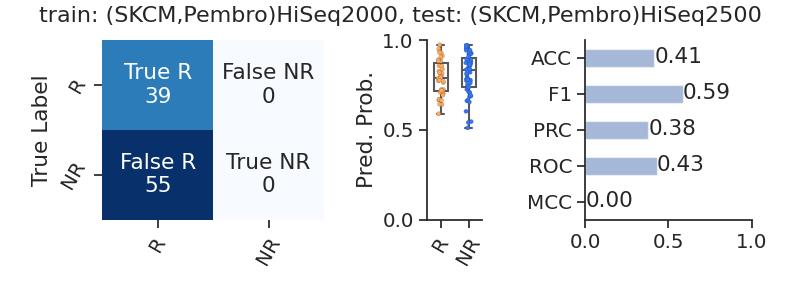 train: (SKCM,Pembro)HiSeq2000, test: (SKCM,Pembro)HiSeq2500
True Label
R
NR
True R
39
False NR
0
False R
55
True NR
0
R
NR
Pred. Prob.
1.0
0.5
0.0
R
NR
ACC
0.41
F1
0.59
PRC
0.38
ROC
0.43
MCC
0.00
0.0
0.5
1.0